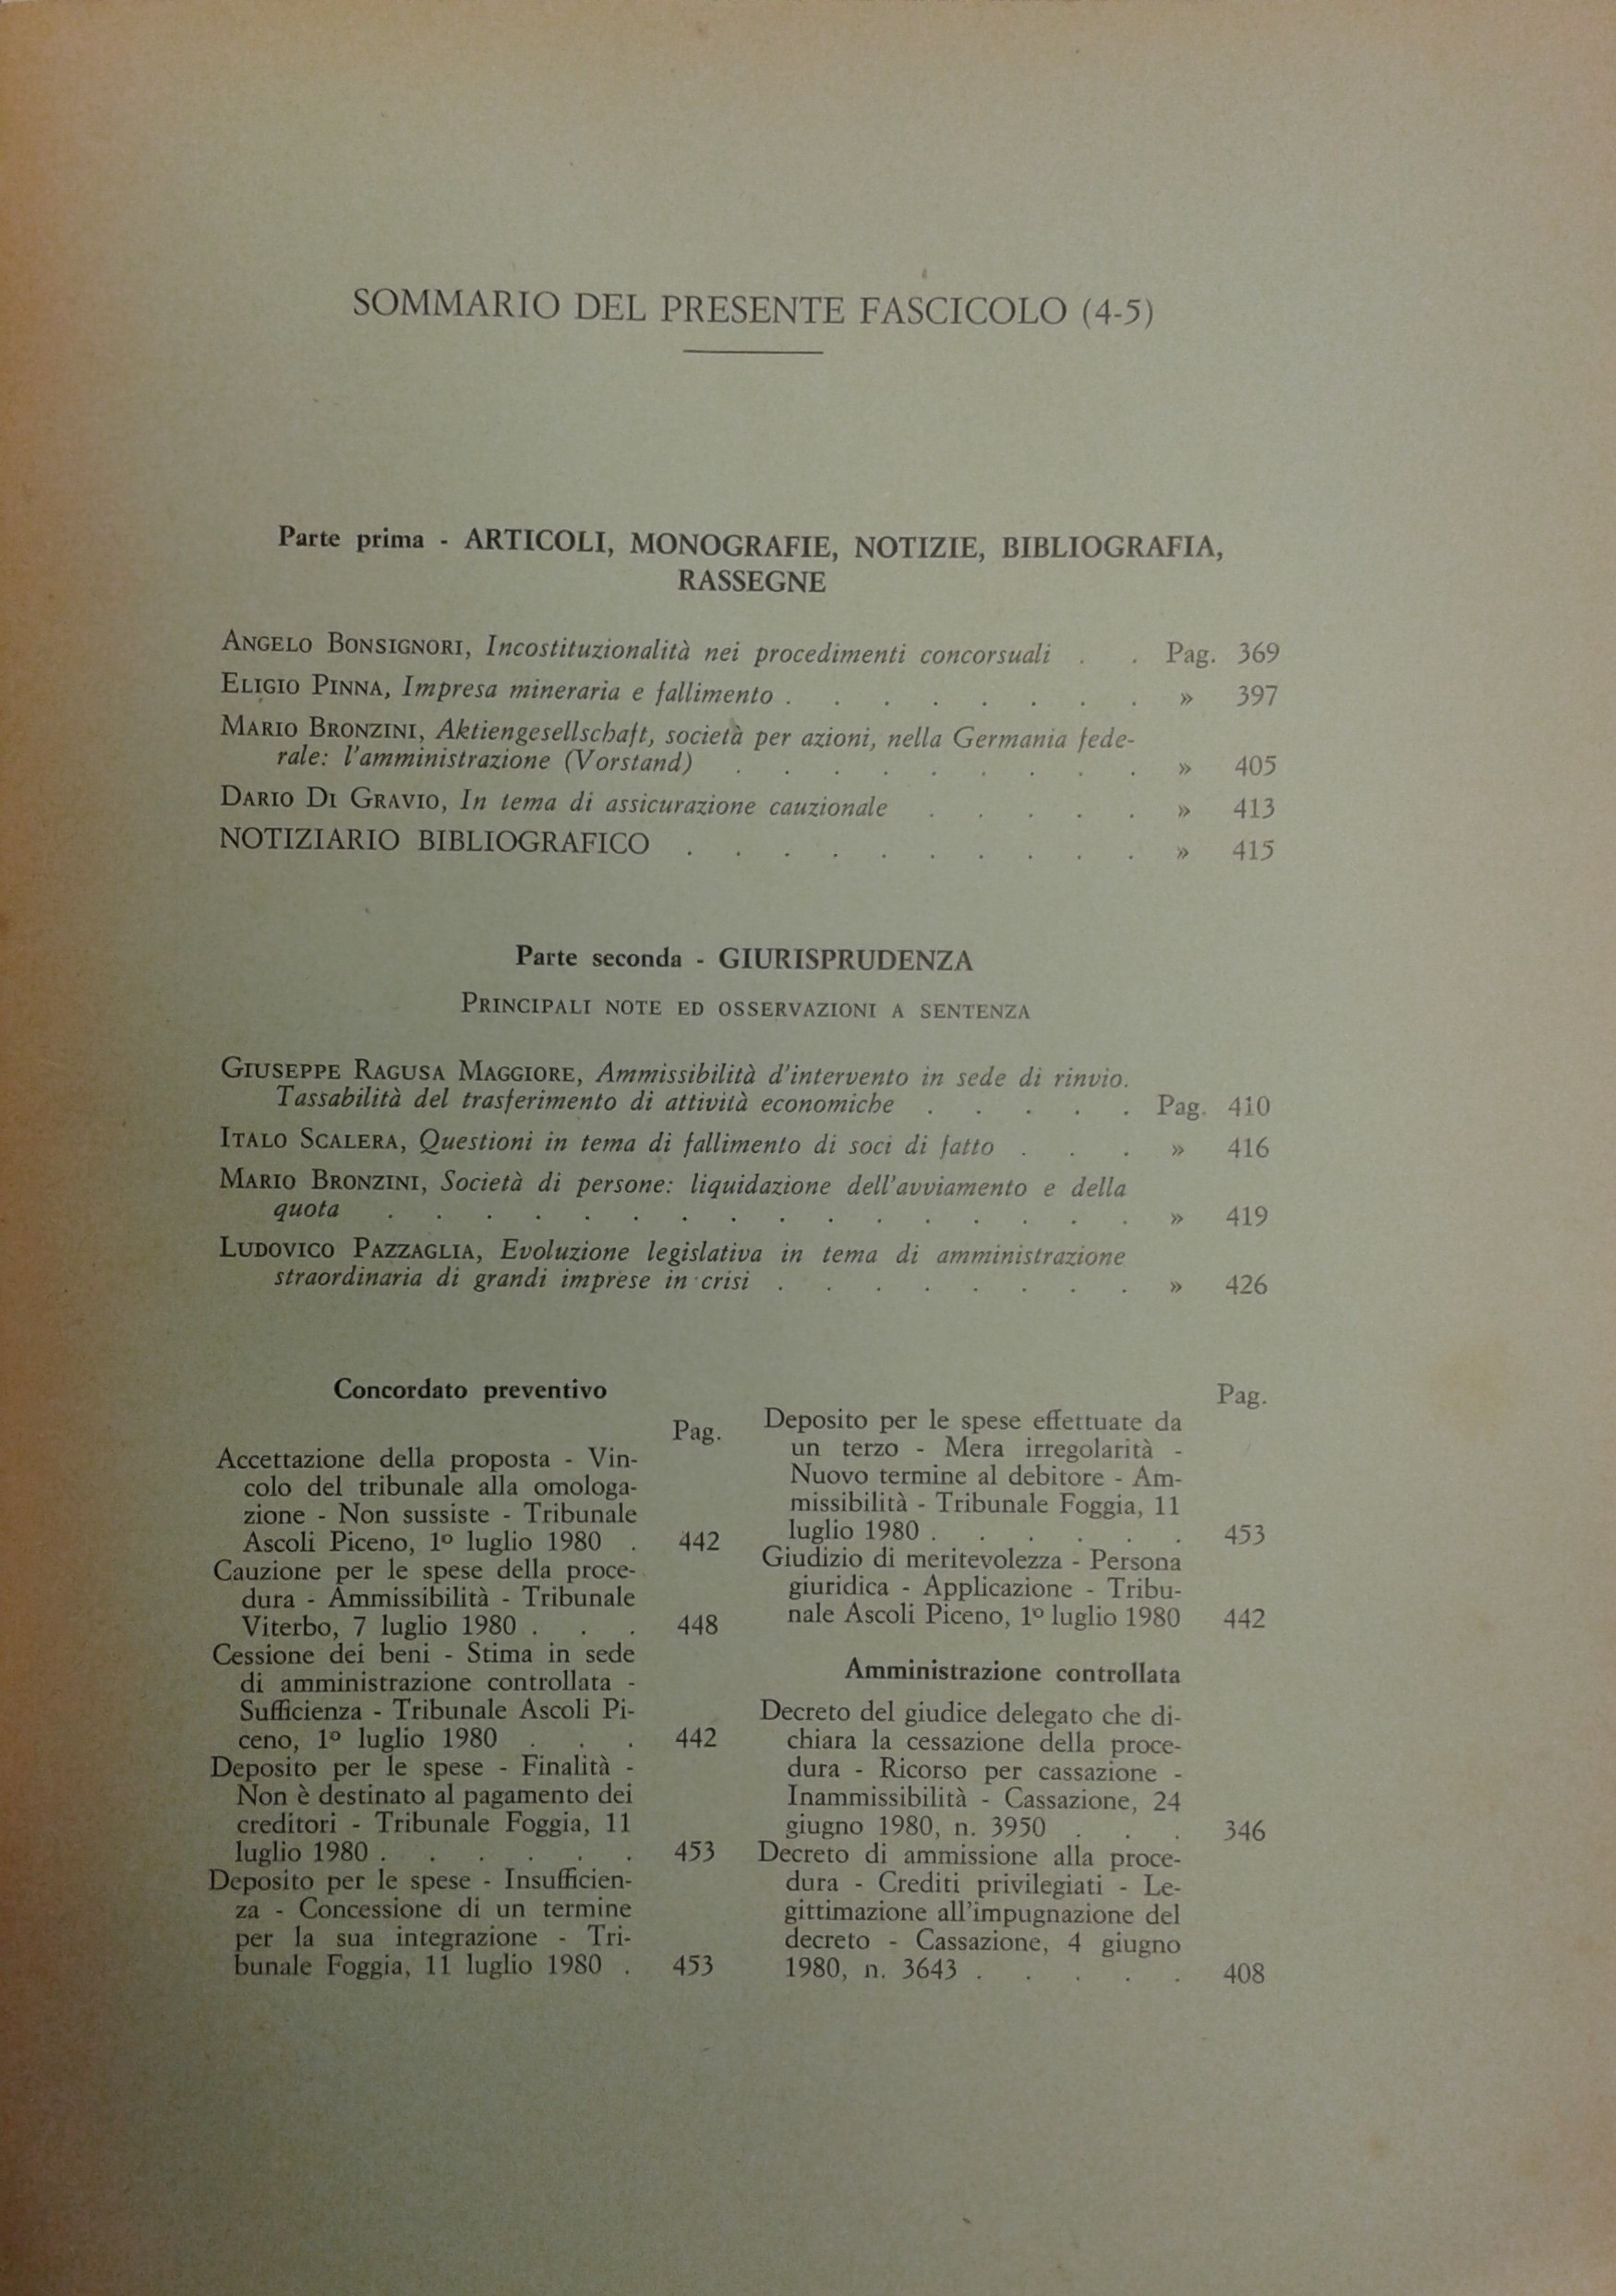 SOMMARIO DEL PRESENTE FASCICOLO (4-5)
Parte prima - ARTICOLI, MONOGRAFIE, NOTIZIE, BIBLIOGRAFIA,
RASSEGNE
ANGELO BONSIGNORI, Incostituzionalità nei procedimenti concorsuali . . Pag. 369
ELIGIO PINNA, Impresa mineraria e fallimento . . . . . . . . » 397
MARIO BRONZINI, Aktiengesellschaft, società per azioni, nella Germania fede-
rale: l'amministrazione (Vorstand) . . . . . . . . . » 405
DARIO DI GRAVIO, In tema di assicurazione cauzionale . . . . . » 413
NOTIZIARIO BIBLIOGRAFICO . . . . . . . . . . » 415
Parte seconda - GIURISPRUDENZA
PRINCIPALI NOTE ED OSSERVAZIONI A SENTENZA
GIUSEPPE RAGUSA MAGGIORE, Ammissibilità d'intervento in sede di rinvio.
Tassabilità del trasferimento di attività economiche . . . . . Pag. 410
ITALO SCALERA, Questioni in tema di fallimento di soci di fatto . . . » 416
MARIO BRONZINI, Società di persone: liquidazione dell'avviamento e della
quota . . . . . . . . . . . . . . . . » 419
LUDOVICO PAZZAGLIA, Evoluzione legislativa in tema di amministrazione
straordinaria di grandi imprese in crisi . . . . . . . . » 426
Concordato preventivo
Pag.
Accettazione della proposta - Vin-
colo del tribunale alla omologa-
zione - Non sussiste - Tribunale
Ascoli Piceno, 1º luglio 1980 . 442
Cauzione per le spese della proce-
dura - Ammissibilità - Tribunale
Viterbo, 7 luglio 1980 . . . 448
Cessione dei beni - Stima in sede
di amministrazione controllata -
Sufficienza - Tribunale Ascoli Pi-
ceno, 1º luglio 1980 . . . 442
Deposito per le spese - Finalità -
Non è destinato al pagamento dei
creditori - Tribunale Foggia, 11
luglio 1980 . . . . . . 453
Deposito per le spese - Insufficien-
za - Concessione di un termine
per la sua integrazione - Tri-
bunale Foggia, 11 luglio 1980 . 453
Pag.
Deposito per le spese effettuate da
un terzo - Mera irregolarità -
Nuovo termine al debitore - Am-
missibilità - Tribunale Foggia, 11
luglio 1980 . . . . . . 453
Giudizio di meritevolezza - Persona
giuridica - Applicazione - Tribu-
nale Ascoli Piceno, 1º luglio 1980 442
Amministrazione controllata
Decreto del giudice delegato che di-
chiara la cessazione della proce-
dura - Ricorso per cassazione -
Inammissibilità - Cassazione, 24
giugno 1980, n. 3950 . . . 346
Decreto di ammissione alla proce-
dura - Crediti privilegiati - Le-
gittimazione all'impugnazione del
decreto - Cassazione, 4 giugno
1980, n. 3643 . . . . . 408